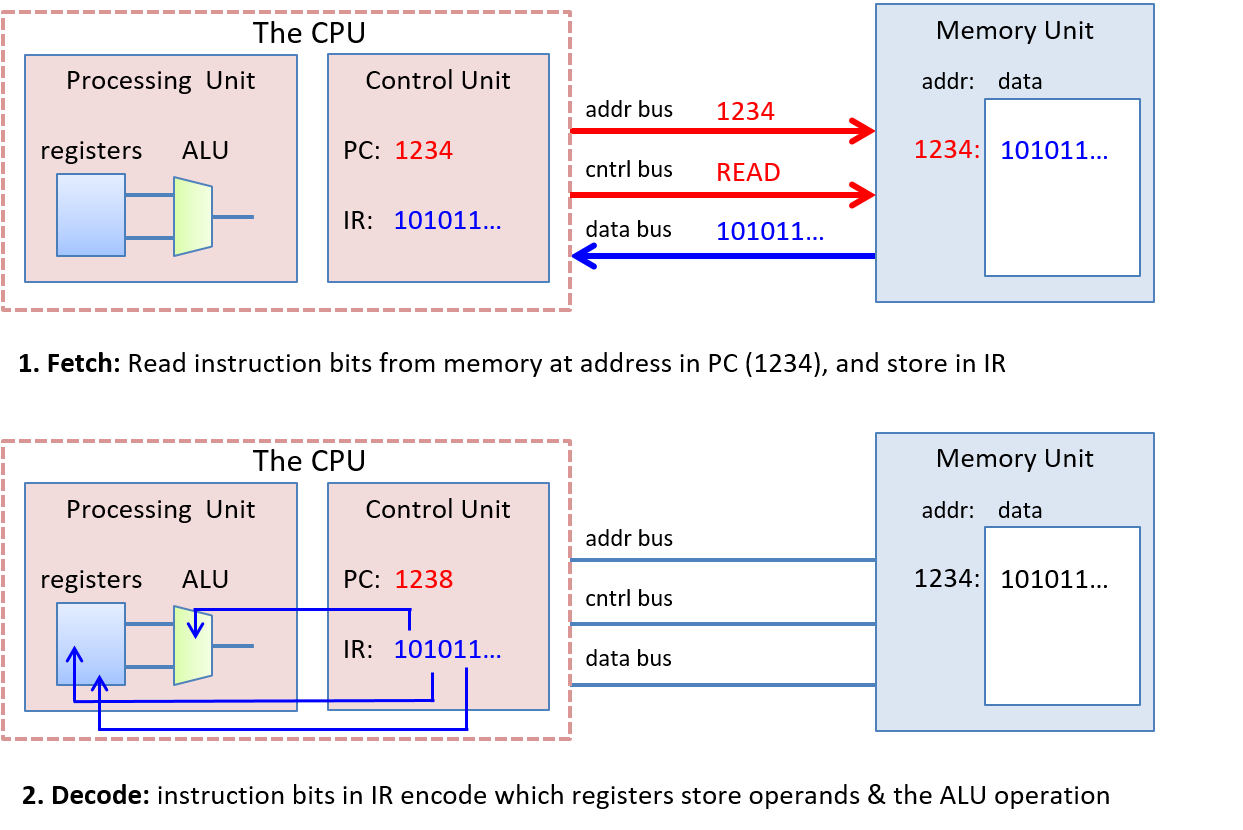 The CPU
Processing Unit
registers ALU
Control Unit
PC: 1234
IR: 101011...
addr bus 1234
cntrl bus READ
data bus 101011...
Memory Unit
addr: data
1234: 101011...
1. Fetch: Read instruction bits from memory at address in PC (1234), and store in IR
The CPU
Processing Unit
registers ALU
Control Unit
PC: 1238
IR: 101011...
addr bus
cntrl bus
data bus
Memory Unit
addr: data
1234: 101011...
2. Decode: instruction bits in IR encode which registers store operands & the ALU operation